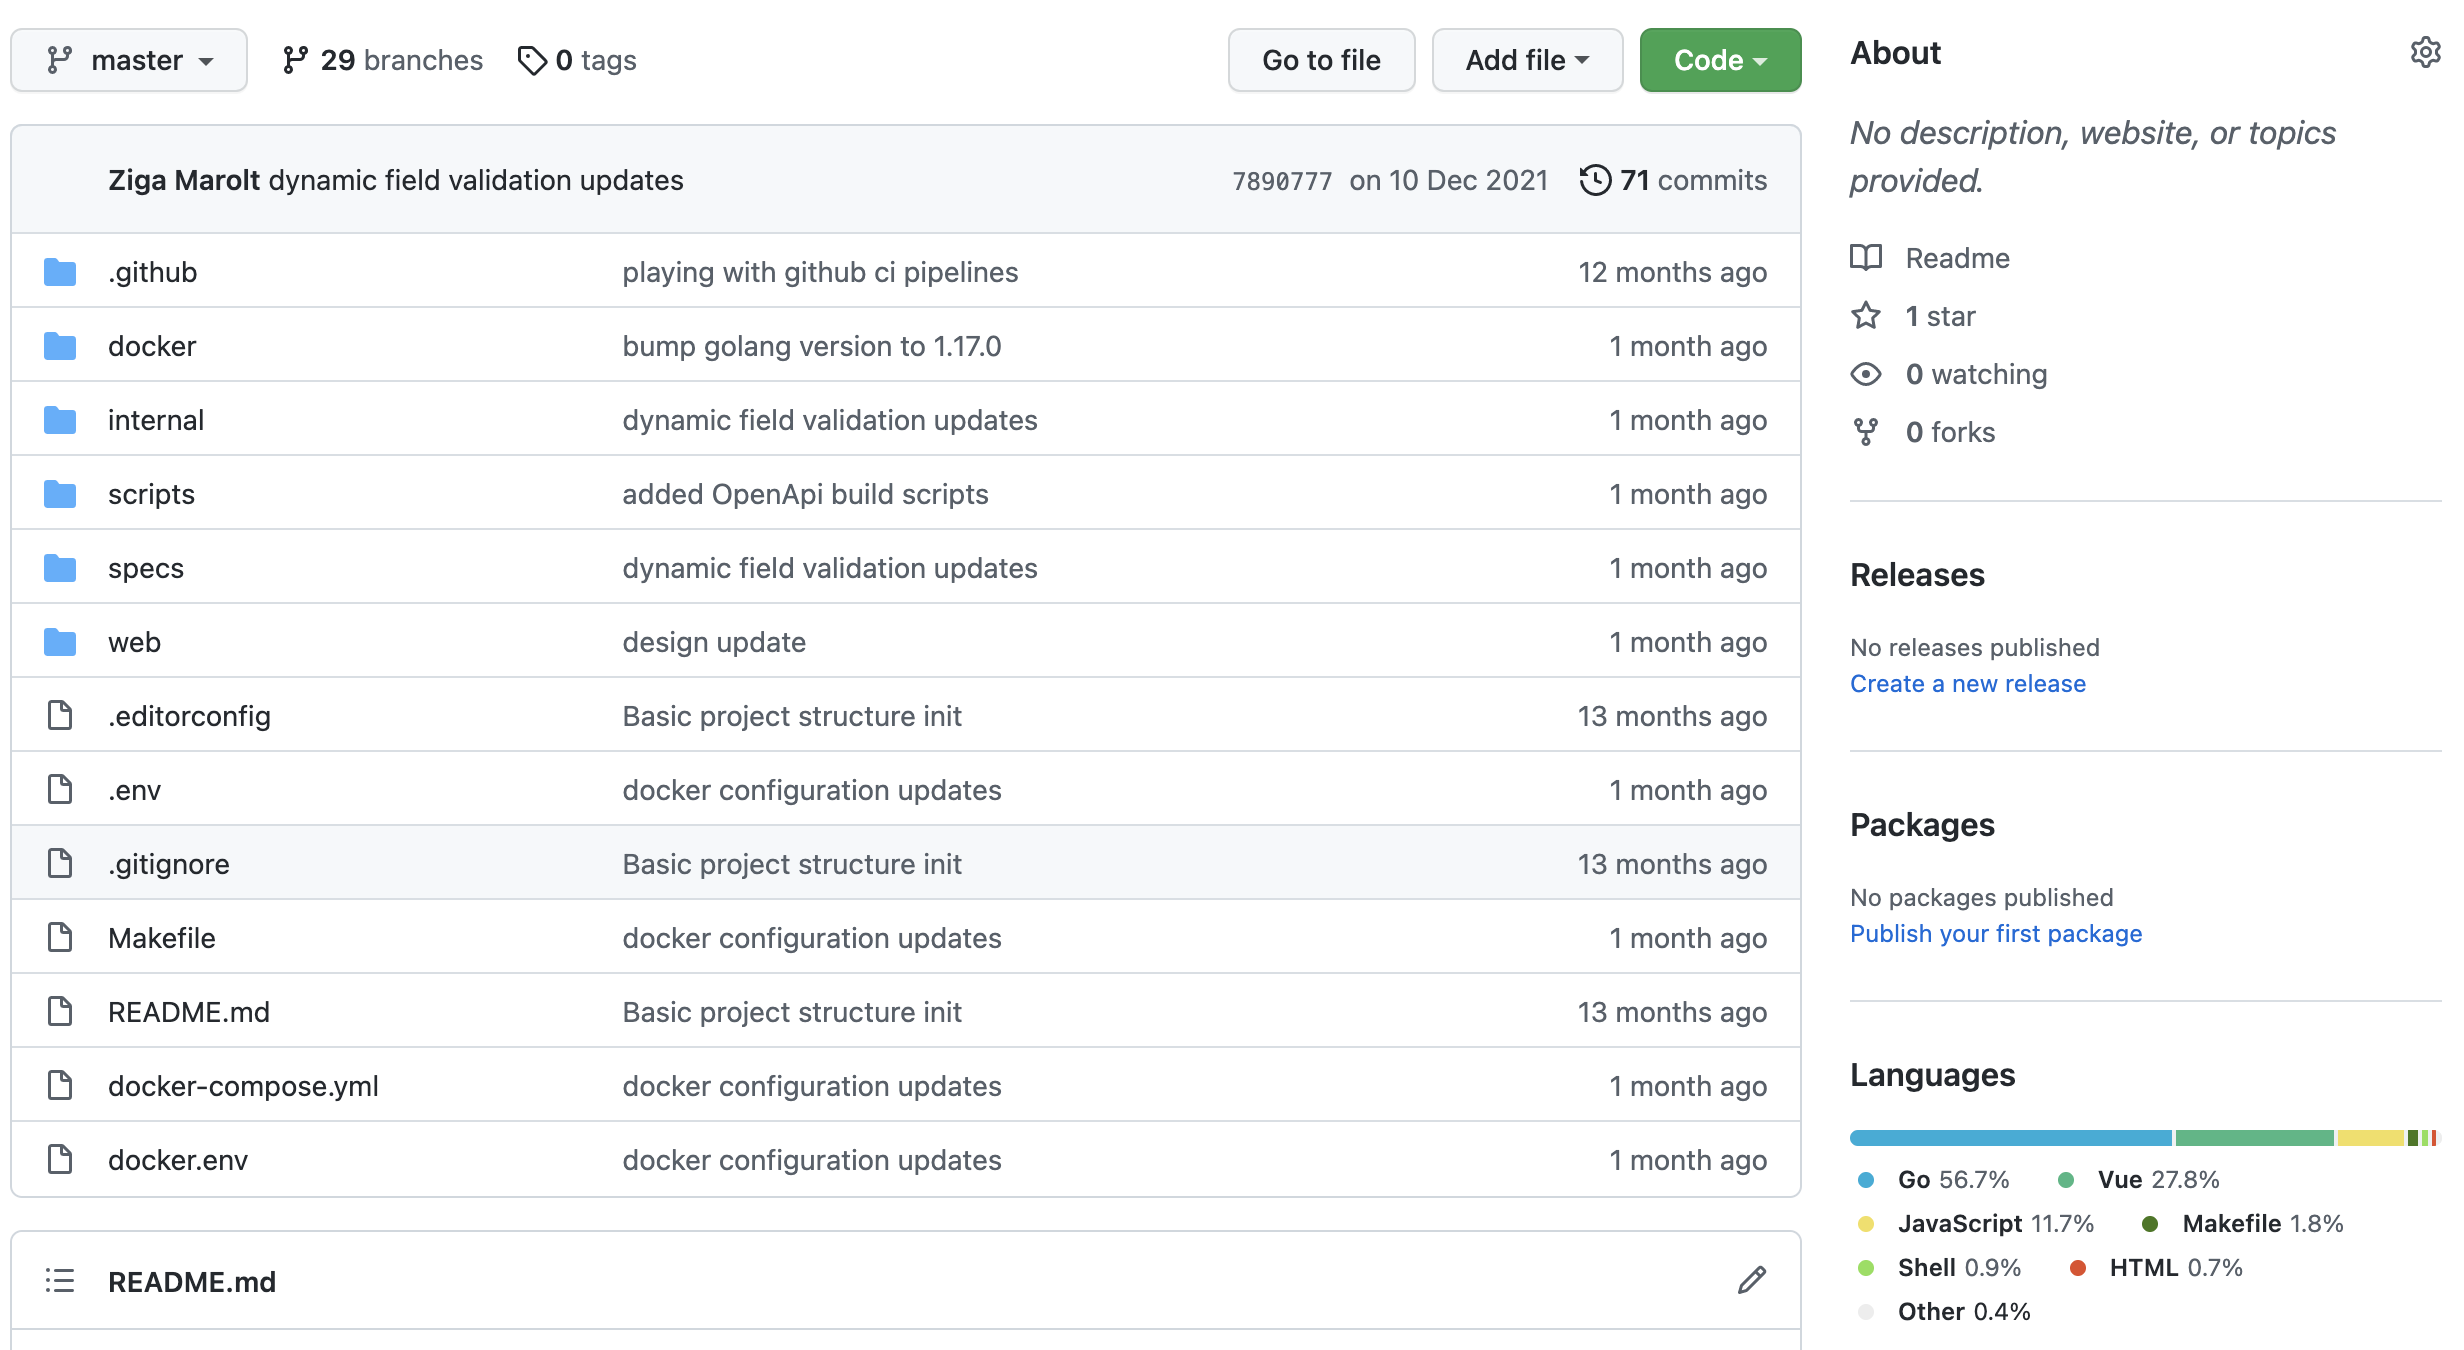 master 29 branches 0 tags Go to file Add file Code
Ziga Marolt dynamic field validation updates 7890777 on 10 Dec 2021 71 commits
.github playing with github ci pipelines 12 months ago
docker bump golang version to 1.17.0 1 month ago
internal dynamic field validation updates 1 month ago
scripts added OpenApi build scripts 1 month ago
specs dynamic field validation updates 1 month ago
web design update 1 month ago
.editorconfig Basic project structure init 13 months ago
.env docker configuration updates 1 month ago
.gitignore Basic project structure init 13 months ago
Makefile docker configuration updates 1 month ago
README.md Basic project structure init 13 months ago
docker-compose.yml docker configuration updates 1 month ago
docker.env docker configuration updates 1 month ago
README.md
About
No description, website, or topics
provided.
Readme
1 star
0 watching
0 forks
Releases
No releases published
Create a new release
Packages
No packages published
Publish your first package
Languages
Go 56.7% Vue 27.8%
JavaScript 11.7% Makefile 1.8%
Shell 0.9% HTML 0.7%
Other 0.4%